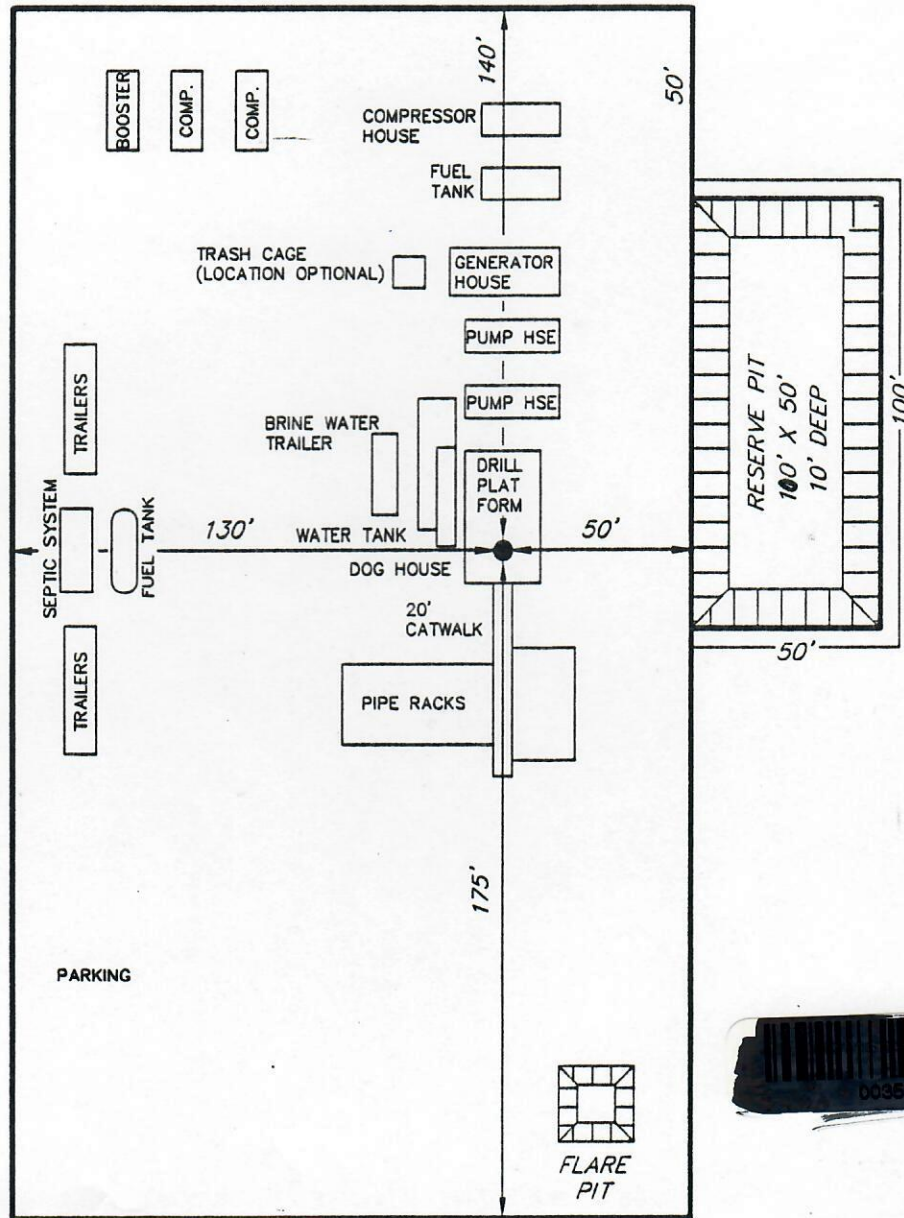 140'
50'
BOOSTER
COMP.
COMP.
COMPRESSOR
HOUSE
FUEL
TANK
TRASH CAGE
(LOCATION OPTIONAL)
GENERATOR
HOUSE
PUMP HSE
PUMP HSE
TRAILERS
BRINE WATER
TRAILER
DRILL
PLAT
FORM
RESERVE PIT
100' X 50'
10' DEEP
100'
SEPTIC SYSTEM
FUEL TANK
130'
WATER TANK
50'
DOG HOUSE
20'
CATWALK
50'
TRAILERS
PIPE RACKS
175'
PARKING
FLARE
PIT